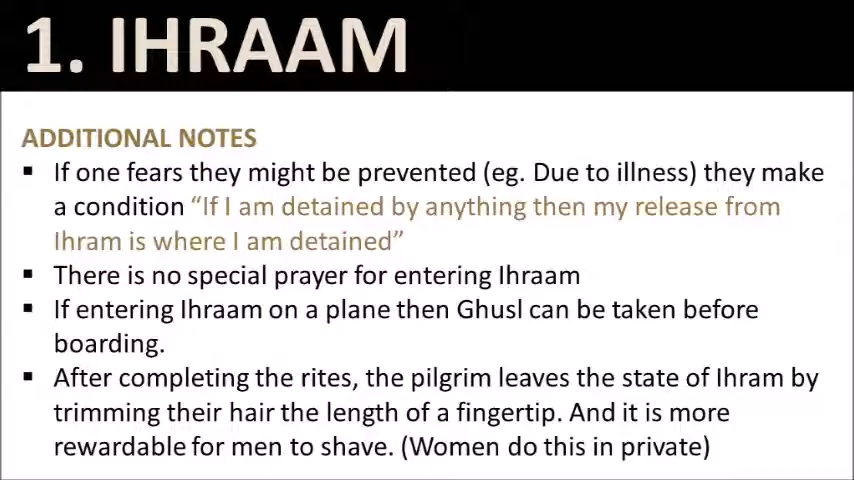 1. IHRAAM
ADDITIONAL NOTES
▪ If one fears they might be prevented (eg. Due to illness) they make
a condition “If I am detained by anything then my release from
Ihram is where I am detained”
▪ There is no special prayer for entering Ihraam
▪ If entering Ihraam on a plane then Ghusl can be taken before
boarding.
▪ After completing the rites, the pilgrim leaves the state of Ihram by
trimming their hair the length of a fingertip. And it is more
rewardable for men to shave. (Women do this in private)